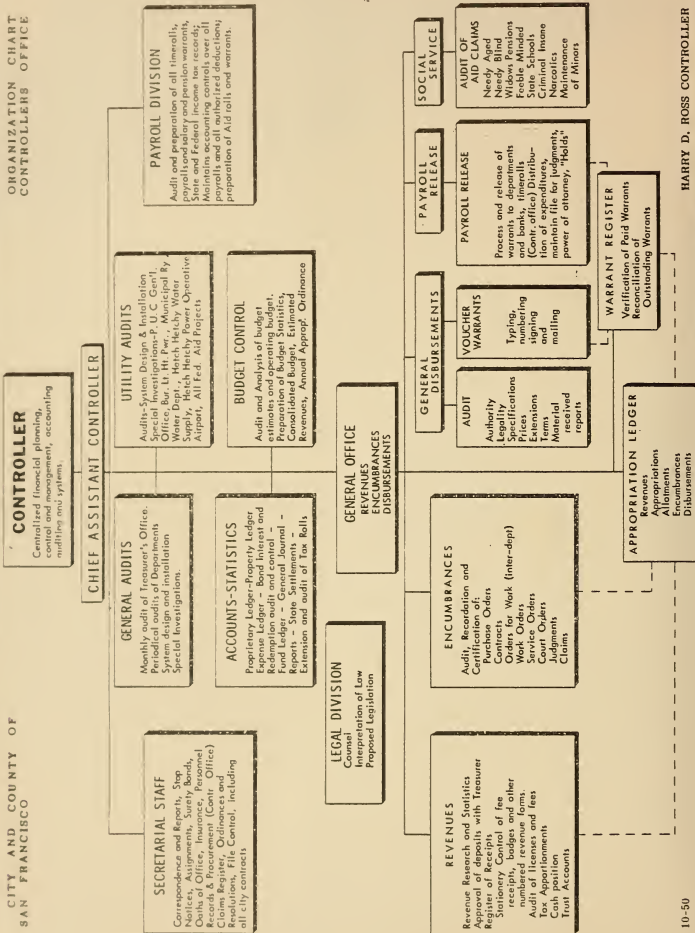 CITY AND COUNTY OF
SAN FRANCISCO
ORGANIZATION CHART
CONTROLLERS OFFICE
CONTROLLER
Centralized financial planning,
control and management, accounting
auditing and systems.
CHIEF ASSISTANT CONTROLLER
SECRETARIAL STAFF
Correspondence and Reports, Stop
Notices, Assignments, Surety Bonds,
Oaths of Office, Insurance, Personnel
Records & Procurement (Contr. Office)
Claims Register, Ordinances and
Resolutions, File Control, including
all city contracts
GENERAL AUDITS
Monthly audit of Treasurer's Office.
Periodical audits of Departments
System design and installation
Special Investigations.
UTILITY AUDITS
Audits-System Design & Installation
Special Investigations-P. U. C Gen'l.
Office, Bur. Lt. Ht. Pwr., Municipal Ry
Water Dept., Hetch Hetchy Water
Supply, Hetch Hetchy Power Operative
Airport, All Fed. Aid Projects
PAYROLL DIVISION
Audit and preparation of all timerolls,
payrolls and salary and pension warrants,
State and Federal income tax records;
Maintains accounting controls over all
payrolls and all authorized deductions;
preparation of Aid rolls and warrants.
ACCOUNTS-STATISTICS
Proprietary Ledger-Property Ledger
Expense Ledger - Bond Interest and
Redemption audit and control -
Fund Ledger - General Journal -
Reports - State Settlements -
Extension and audit of Tax Rolls
BUDGET CONTROL
Audit and Analysis of budget
estimates and operating budget.
Preparation of Budget Statistics,
Consolidated Budget, Estimated
Revenues, Annual Approp. Ordinance
LEGAL DIVISION
Counsel
Interpretation of Law
Proposed Legislation
GENERAL OFFICE
REVENUES
ENCUMBRANCES
DISBURSEMENTS
REVENUES
Revenue Research and Statistics
Approval of deposits with Treasurer
Register of Receipts
Stationery Control of fee
receipts, badges and other
numbered revenue forms.
Audit of licenses and fees
Tax Apportionments
Cash position
Trust Accounts
ENCUMBRANCES
Audit, Recordation and
Certification of:
Purchase Orders
Contracts
Orders for Work (inter-dept)
Work Orders
Service Orders
Court Orders
Judgments
Claims
GENERAL
DISBURSEMENTS
AUDIT
Authority
Legality
Specifications
Prices
Extensions
Terms
Material
received
reports
VOUCHER
WARRANTS
Typing,
numbering
signing
and
mailing
PAYROLL
RELEASE
PAYROLL RELEASE
Process and release of
warrants to departments
and banks, timerolls
(Contr. office) Distribu-
tion of expenditures,
maintain file for judgments,
power of attorney, "Holds"
SOCIAL
SERVICE
AUDIT OF
AID CLAIMS
Needy Aged
Needy Blind
Widows Pensions
Feeble Minded
State Schools
Criminal Insane
Narcotics
Maintenance
of Minors
WARRANT REGISTER
Verification of Paid Warrants
Reconciliation of
Outstanding Warrants
APPROPRIATION LEDGER
Revenues
Appropriations
Allotments
Encumbrances
Disbursements
10-50
HARRY D. ROSS CONTROLLER